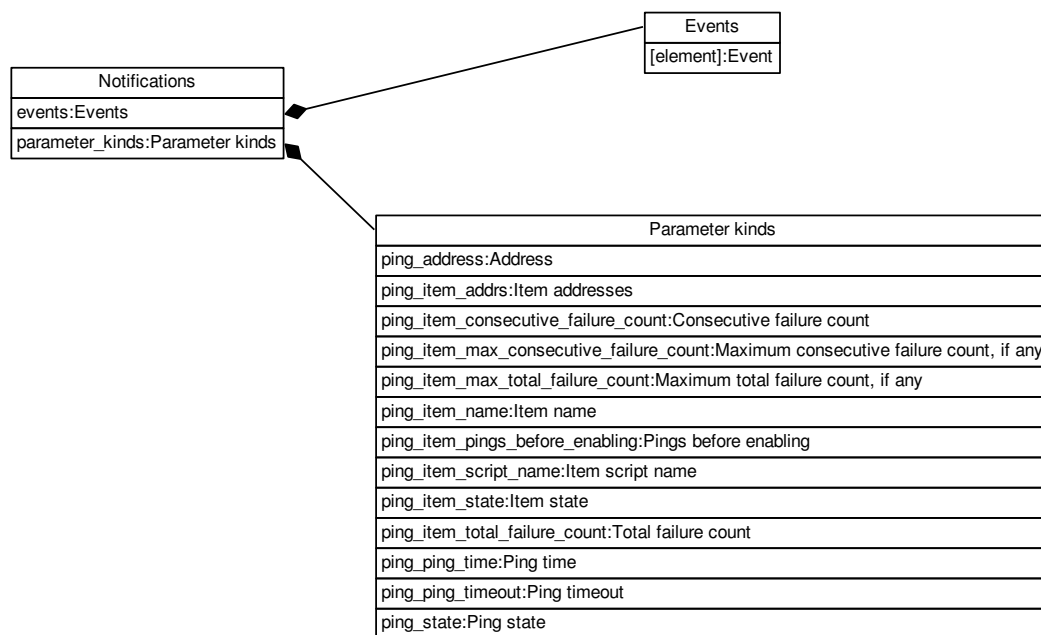 Events
[element]:Event
Notifications
events:Events
parameter_kinds:Parameter kinds
Parameter kinds
ping_address:Address
ping_item_addrs:Item addresses
ping_item_consecutive_failure_count:Consecutive failure count
ping_item_max_consecutive_failure_count:Maximum consecutive failure count, if any
ping_item_max_total_failure_count:Maximum total failure count, if any
ping_item_name:Item name
ping_item_pings_before_enabling:Pings before enabling
ping_item_script_name:Item script name
ping_item_state:Item state
ping_item_total_failure_count:Total failure count
ping_ping_time:Ping time
ping_ping_timeout:Ping timeout
ping_state:Ping state